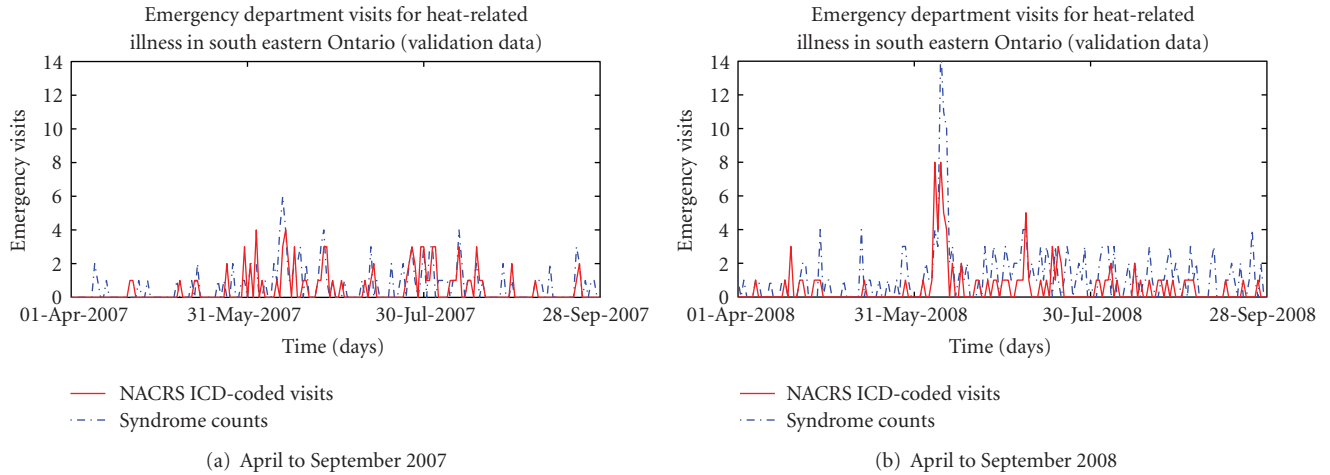 Emergency department visits for heat-related
illness in south eastern Ontario (validation data)
14
12
10
8
6
4
2
0
Emergency visits
01-Apr-2007
31-May-2007
30-Jul-2007
28-Sep-2007
Time (days)
NACRS ICD-coded visits
Syndrome counts
(a) April to September 2007
Emergency department visits for heat-related
illness in south eastern Ontario (validation data)
14
12
10
8
6
4
2
0
Emergency visits
01-Apr-2008
31-May-2008
30-Jul-2008
28-Sep-2008
Time (days)
NACRS ICD-coded visits
Syndrome counts
(b) April to September 2008